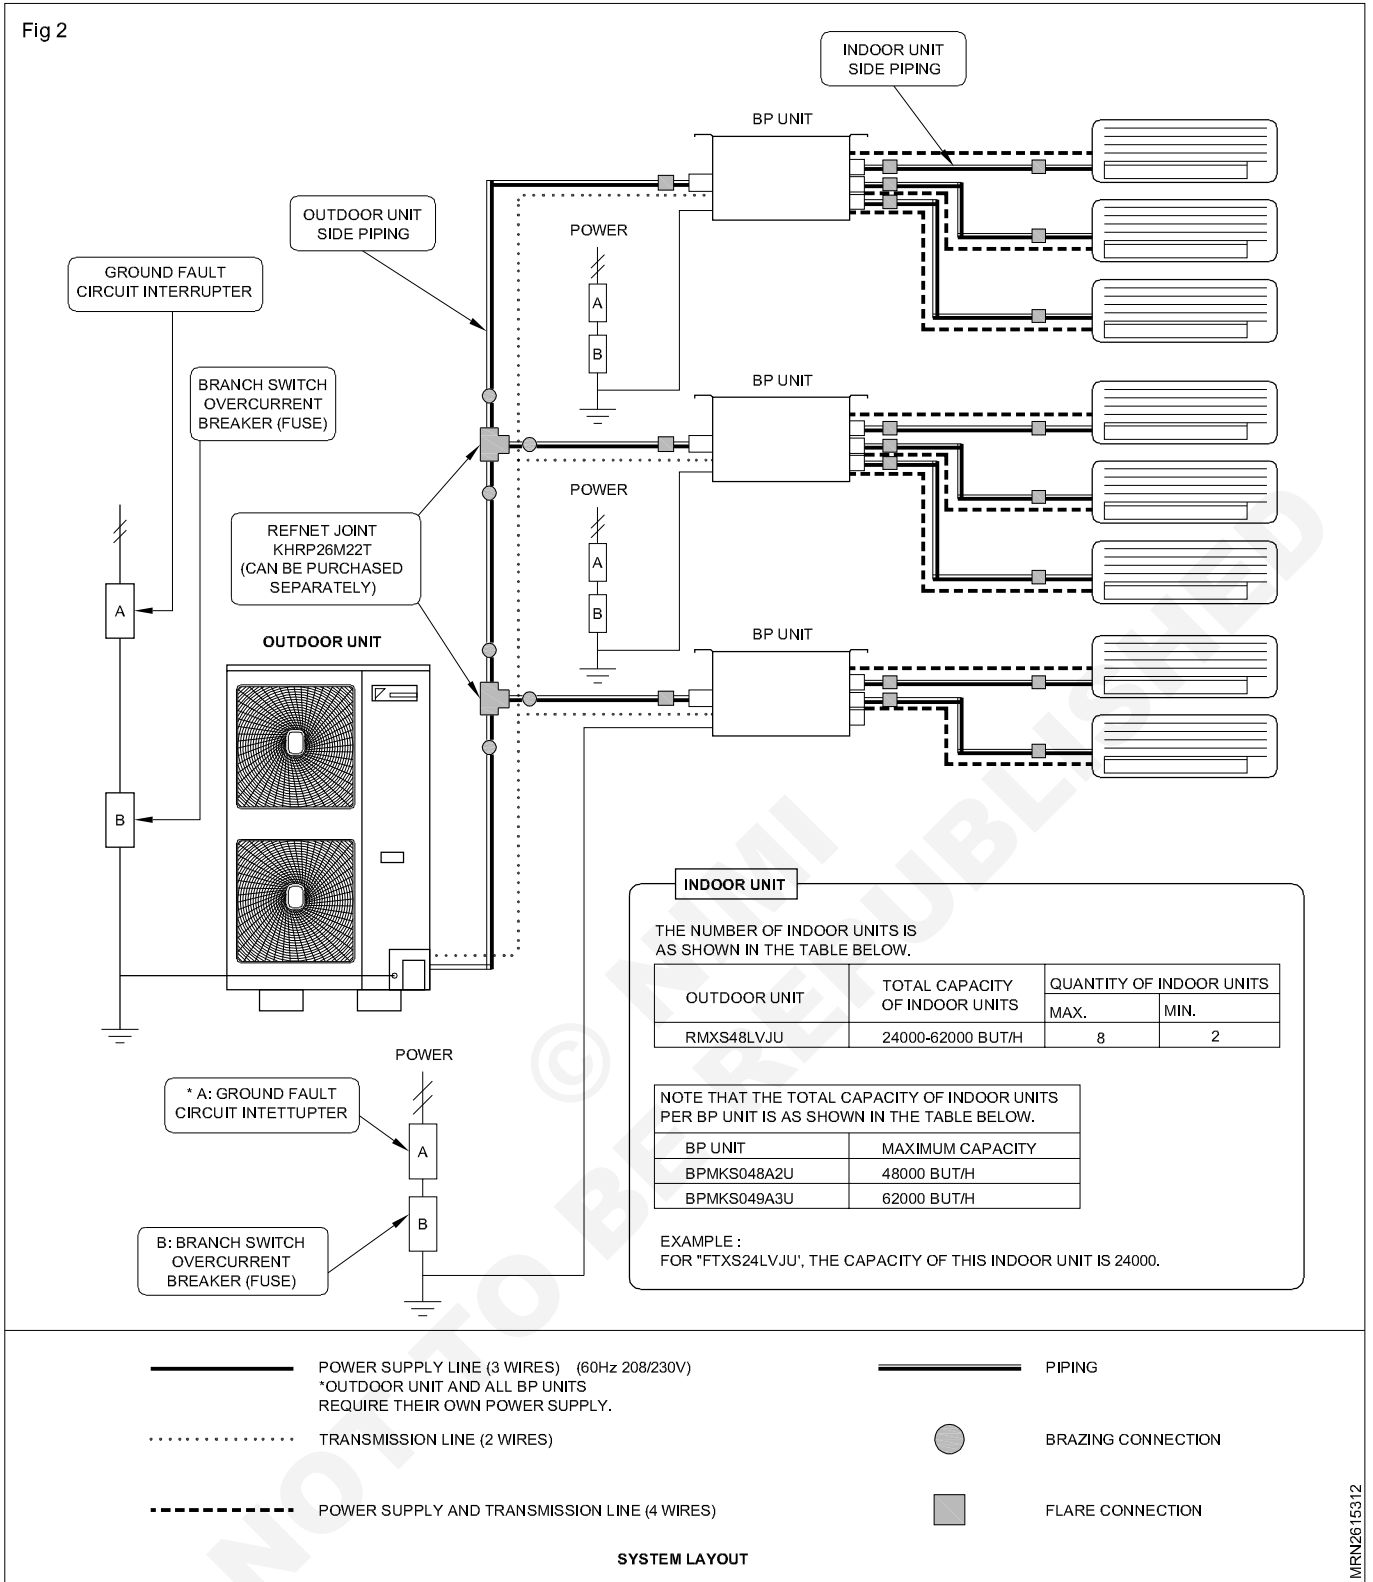 Fig 2
INDOOR UNIT
SIDE PIPING
BP UNIT
OUTDOOR UNIT
SIDE PIPING
POWER
GROUND FAULT
CIRCUIT INTERRUPTER
A
B
BRANCH SWITCH
OVERCURRENT
BREAKER (FUSE)
BP UNIT
POWER
REFNET JOINT
KHRP26M22T
(CAN BE PURCHASED
SEPARATELY)
A
A
B
OUTDOOR UNIT
BP UNIT
B
INDOOR UNIT
THE NUMBER OF INDOOR UNITS IS
AS SHOWN IN THE TABLE BELOW.
OUTDOOR UNIT
TOTAL CAPACITY
OF INDOOR UNITS
QUANTITY OF INDOOR UNITS
MAX.
MIN.
RMXS48LVJU
24000-62000 BUT/H
8
2
POWER
* A: GROUND FAULT
CIRCUIT INTETTUPTER
A
B
B: BRANCH SWITCH
OVERCURRENT
BREAKER (FUSE)
NOTE THAT THE TOTAL CAPACITY OF INDOOR UNITS
PER BP UNIT IS AS SHOWN IN THE TABLE BELOW.
BP UNIT
MAXIMUM CAPACITY
BPMKS048A2U
48000 BUT/H
BPMKS049A3U
62000 BUT/H
EXAMPLE :
FOR "FTXS24LVJU', THE CAPACITY OF THIS INDOOR UNIT IS 24000.
POWER SUPPLY LINE (3 WIRES) (60Hz 208/230V)
*OUTDOOR UNIT AND ALL BP UNITS
REQUIRE THEIR OWN POWER SUPPLY.
PIPING
TRANSMISSION LINE (2 WIRES)
BRAZING CONNECTION
POWER SUPPLY AND TRANSMISSION LINE (4 WIRES)
FLARE CONNECTION
SYSTEM LAYOUT
MRN2615312
© NIMI
NOT TO BE REPUBLISHED